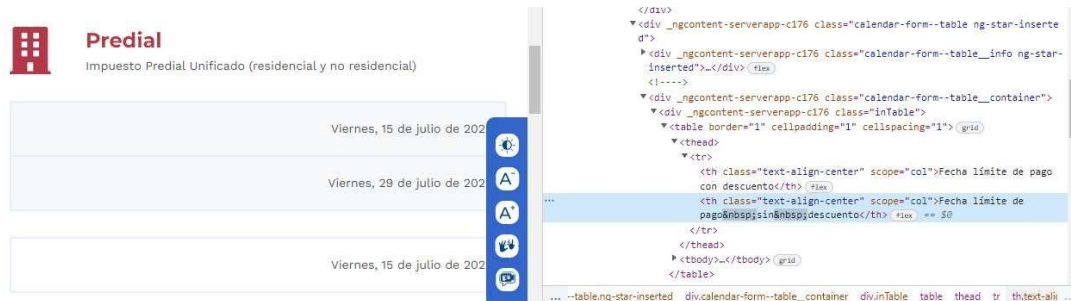 Predial
Impuesto Predial Unificado (residencial y no residencial)
Viernes, 15 de julio de 202
Viernes, 29 de julio de 202
Viernes, 15 de julio de 202
A-
A+
</div>
▼<div _ngcontent-serverapp-c176 class="calendar-form--table ng-star-inserte
d">
▶<div _ngcontent-serverapp-c176 class="calendar-form--table__info ng-star-
inserted">…</div> flex
<!---->
▼<div _ngcontent-serverapp-c176 class="calendar-form--table__container">
▼<div _ngcontent-serverapp-c176 class="inTable">
▼<table border="1" cellpadding="1" cellspacing="1"> grid
▼<thead>
▼<tr>
<th class="text-align-center" scope="col">Fecha límite de pago
con descuento</th> flex
... <th class="text-align-center" scope="col">Fecha límite de
pago&nbsp;sin&nbsp;descuento</th> flex == $0
</tr>
</thead>
▶<tbody>…</tbody> grid
</table>
... --table.ng-star-inserted div.calendar-form--table__container div.inTable table thead tr th.text-alig ...